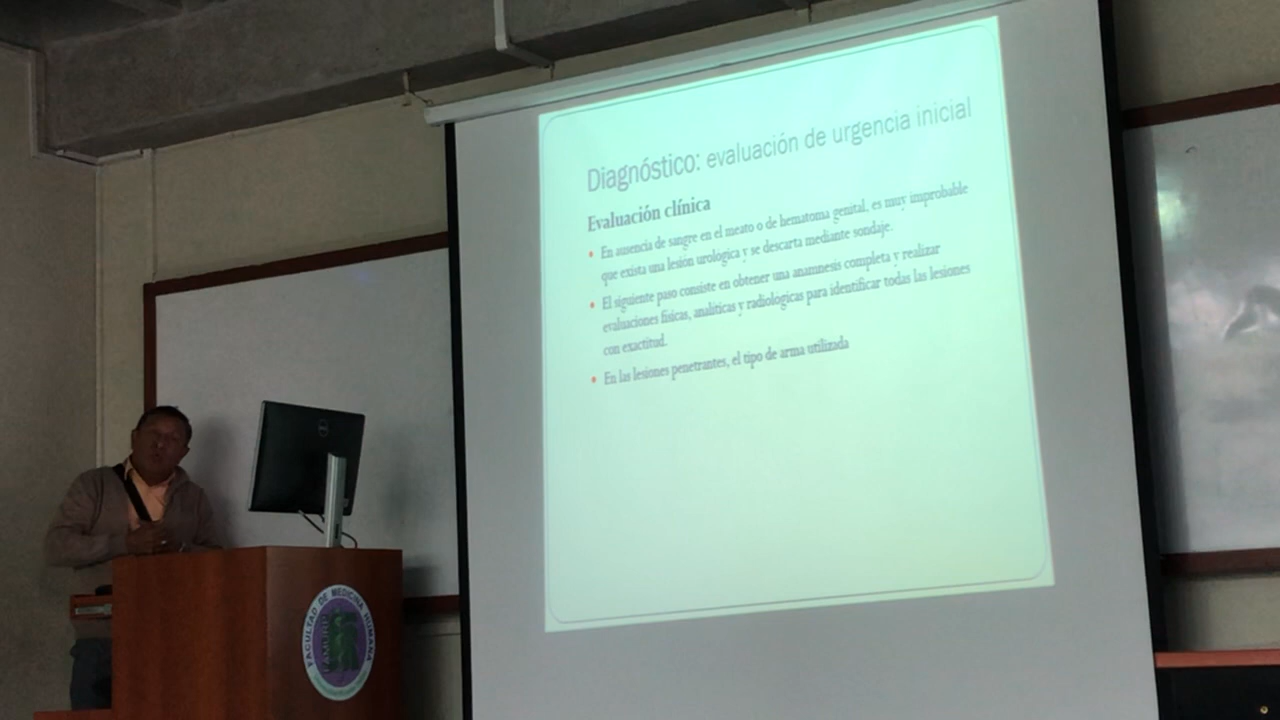 Diagnóstico: evaluación de urgencia inicial
Evaluación clínica
• En ausencia de sangre en el meato o de hematoma genital, es muy improbable
que exista una lesión urológica y se descarta mediante sondaje.
• El siguiente paso consiste en obtener una anamnesis completa y realizar
evaluaciones físicas, analíticas y radiológicas para identificar todas las lesiones
con exactitud.
• En las lesiones penetrantes, el tipo de arma utilizada
DELL
FACULTAD DE MEDICINA HUMANA